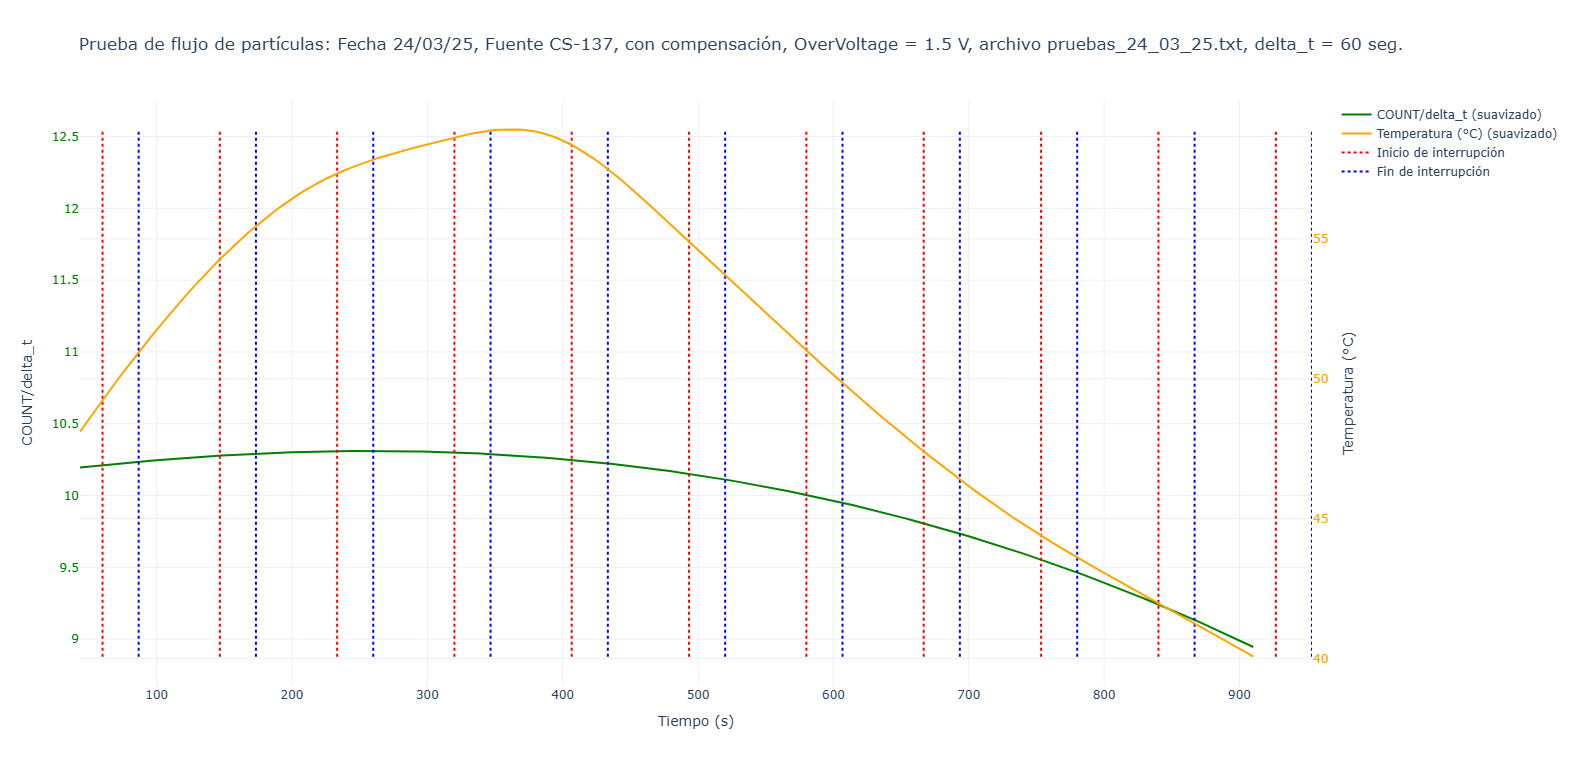 Prueba de flujo de partículas: Fecha 24/03/25, Fuente CS-137, con compensación, OverVoltage = 1.5 V, archivo pruebas_24_03_25.txt, delta_t = 60 seg.
COUNT/delta_t (suavizado)
Temperatura (°C) (suavizado)
Inicio de interrupción
Fin de interrupción
COUNT/delta_t
12.5
12
11.5
11
10.5
10
9.5
9
Temperatura (°C)
55
50
45
40
100 200 300 400 500 600 700 800 900
Tiempo (s)